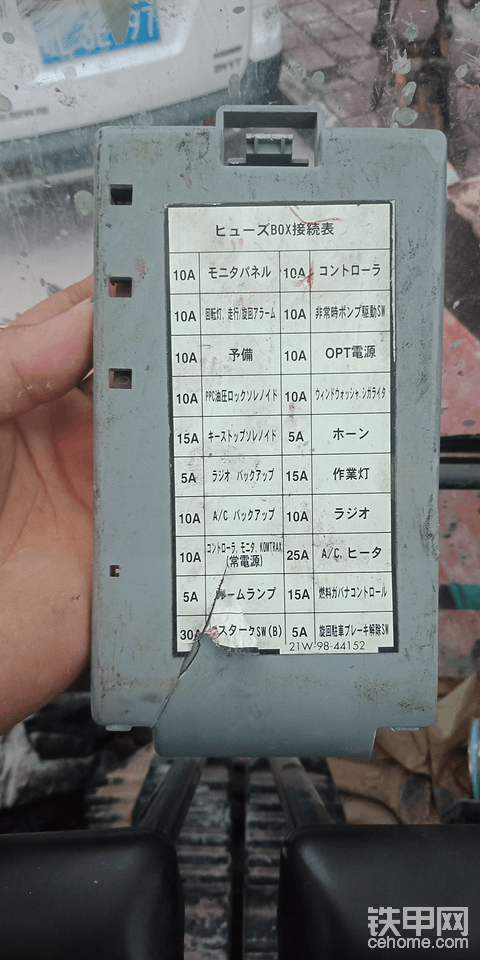 ヒューズBOX接続表
10A モニタパネル 10A コントローラ
10A 回転灯、走行/旋回アラーム 10A 非常時ポンプ駆動SW
10A 予備 10A OPT電源
10A PPC油圧ロックソレノイド 10A ウィンドウォッシャ、シガライタ
15A キーストップソレノイド 5A ホーン
5A ラジオ バックアップ 15A 作業灯
10A A/C バックアップ 10A ラジオ
10A コントローラ、モニタ、KOMTRAX
(常電源) 25A A/C、ヒータ
5A ームランプ 15A 燃料ガバナコントロール
30A スタータSW(B) 5A 旋回駐車ブレーキ解除SW
21W-98-44152
铁甲网
cehome.com